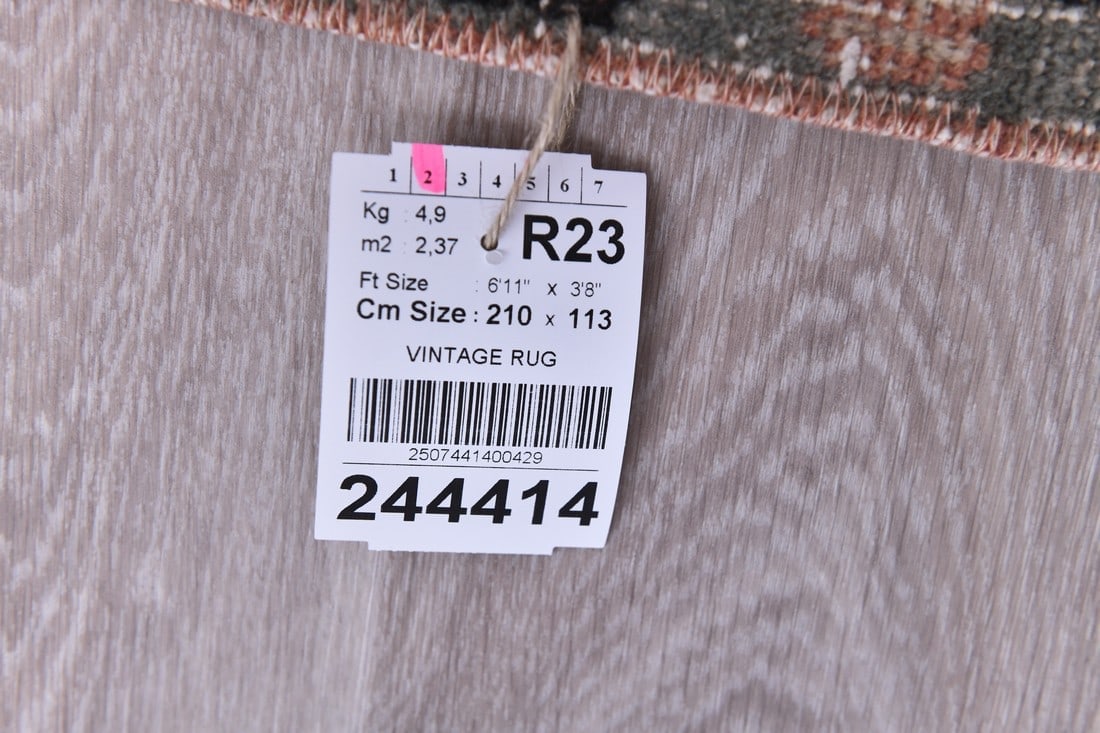 1 2 3 4 5 6 7
Kg : 4,9
R23
m2 : 2,37
Ft Size : 6'11" x 3'8"
Cm Size : 210 x 113
VINTAGE RUG
2507441400429
244414